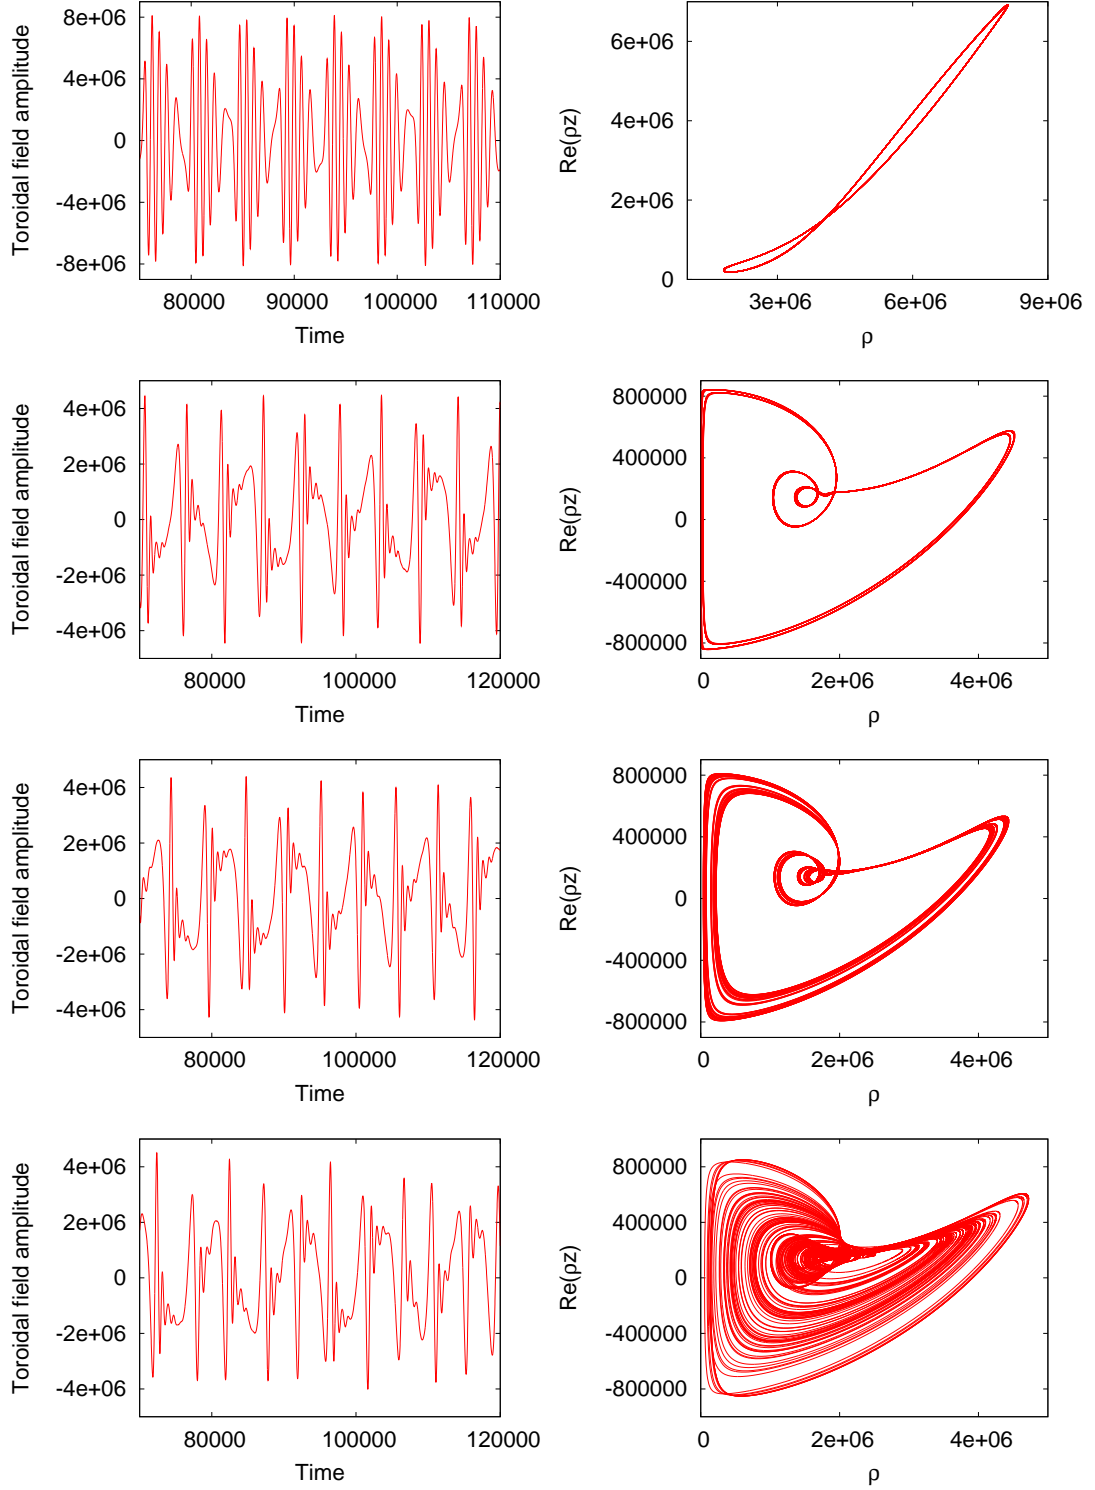 Toroidal field amplitude
8e+06
4e+06
0
-4e+06
-8e+06
80000 90000 100000 110000
Time
Re(ρz)
6e+06
4e+06
2e+06
0
3e+06 6e+06 9e+06
ρ
Toroidal field amplitude
4e+06
2e+06
0
-2e+06
-4e+06
80000 100000 120000
Time
Re(ρz)
800000
400000
0
-400000
-800000
0 2e+06 4e+06
ρ
Toroidal field amplitude
4e+06
2e+06
0
-2e+06
-4e+06
80000 100000 120000
Time
Re(ρz)
800000
400000
0
-400000
-800000
0 2e+06 4e+06
ρ
Toroidal field amplitude
4e+06
2e+06
0
-2e+06
-4e+06
80000 100000 120000
Time
Re(ρz)
800000
400000
0
-400000
-800000
0 2e+06 4e+06
ρ